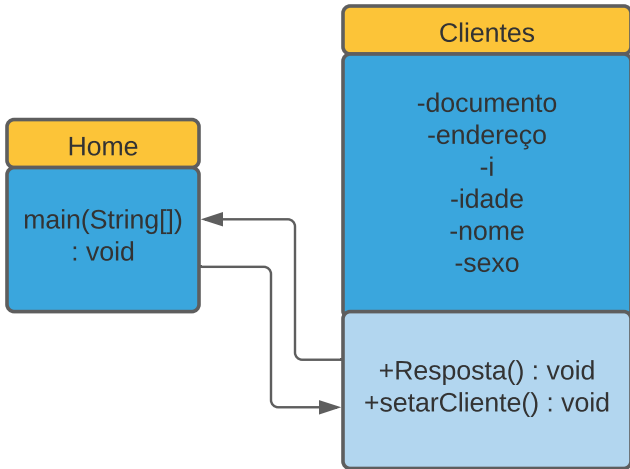 Home
main(String[])
: void
Clientes
-documento
-endereço
-i
-idade
-nome
-sexo
+Resposta() : void
+setarCliente() : void